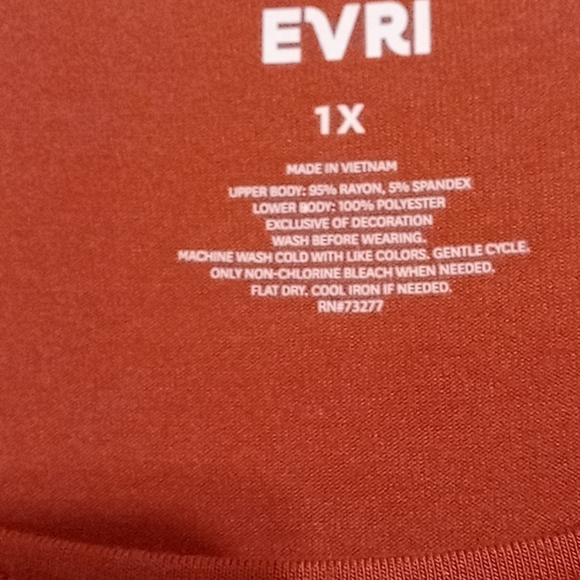 EVRI
1X
MADE IN VIETNAM
UPPER BODY: 95% RAYON, 5% SPANDEX
LOWER BODY: 100% POLYESTER
EXCLUSIVE OF DECORATION
WASH BEFORE WEARING.
MACHINE WASH COLD WITH LIKE COLORS. GENTLE CYCLE.
ONLY NON-CHLORINE BLEACH WHEN NEEDED.
FLAT DRY. COOL IRON IF NEEDED.
RN#73277